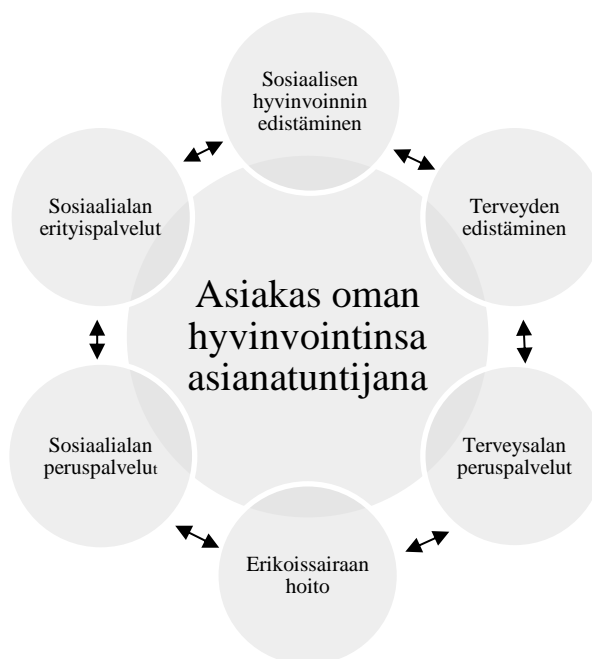 Sosiaalisen
hyvinvoinnin
edistäminen
Sosiaalialan
erityispalvelut
Terveyden
edistäminen
Asiakas oman
hyvinvointinsa
asianatuntijana
Sosiaalialan
peruspalvelut
Terveysalan
peruspalvelut
Erikoissairaan
hoito